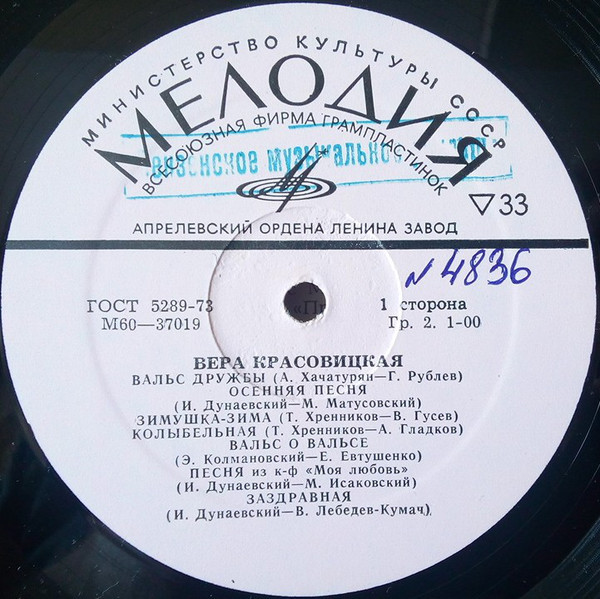 МИНИСТЕРСТВО КУЛЬТУРЫ СССР
МЕЛОДИЯ
ВСЕСОЮЗНАЯ ФИРМА ГРАМПЛАСТИНОК
музыкальное
33
АПРЕЛЕВСКИЙ ОРДЕНА ЛЕНИНА ЗАВОД
N 4836
ГОСТ 5289-73
1 сторона
М60—37019
Гр. 2. 1-00
ВЕРА КРАСОВИЦКАЯ
ВАЛЬС ДРУЖБЫ (А. Хачатурян—Г. Рублев)
ОСЕННЯЯ ПЕСНЯ
(И. Дунаевский—М. Матусовский)
ЗИМУШКА-ЗИМА (Т. Хренников—В. Гусев)
КОЛЫБЕЛЬНАЯ (Т. Хренников—А. Гладков)
ВАЛЬС О ВАЛЬСЕ
(Э. Колмановский—Е. Евтушенко)
ПЕСНЯ из к-ф «Моя любовь»
(И. Дунаевский—М. Исаковский)
ЗАЗДРАВНАЯ
(И. Дунаевский—В. Лебедев-Кумач)